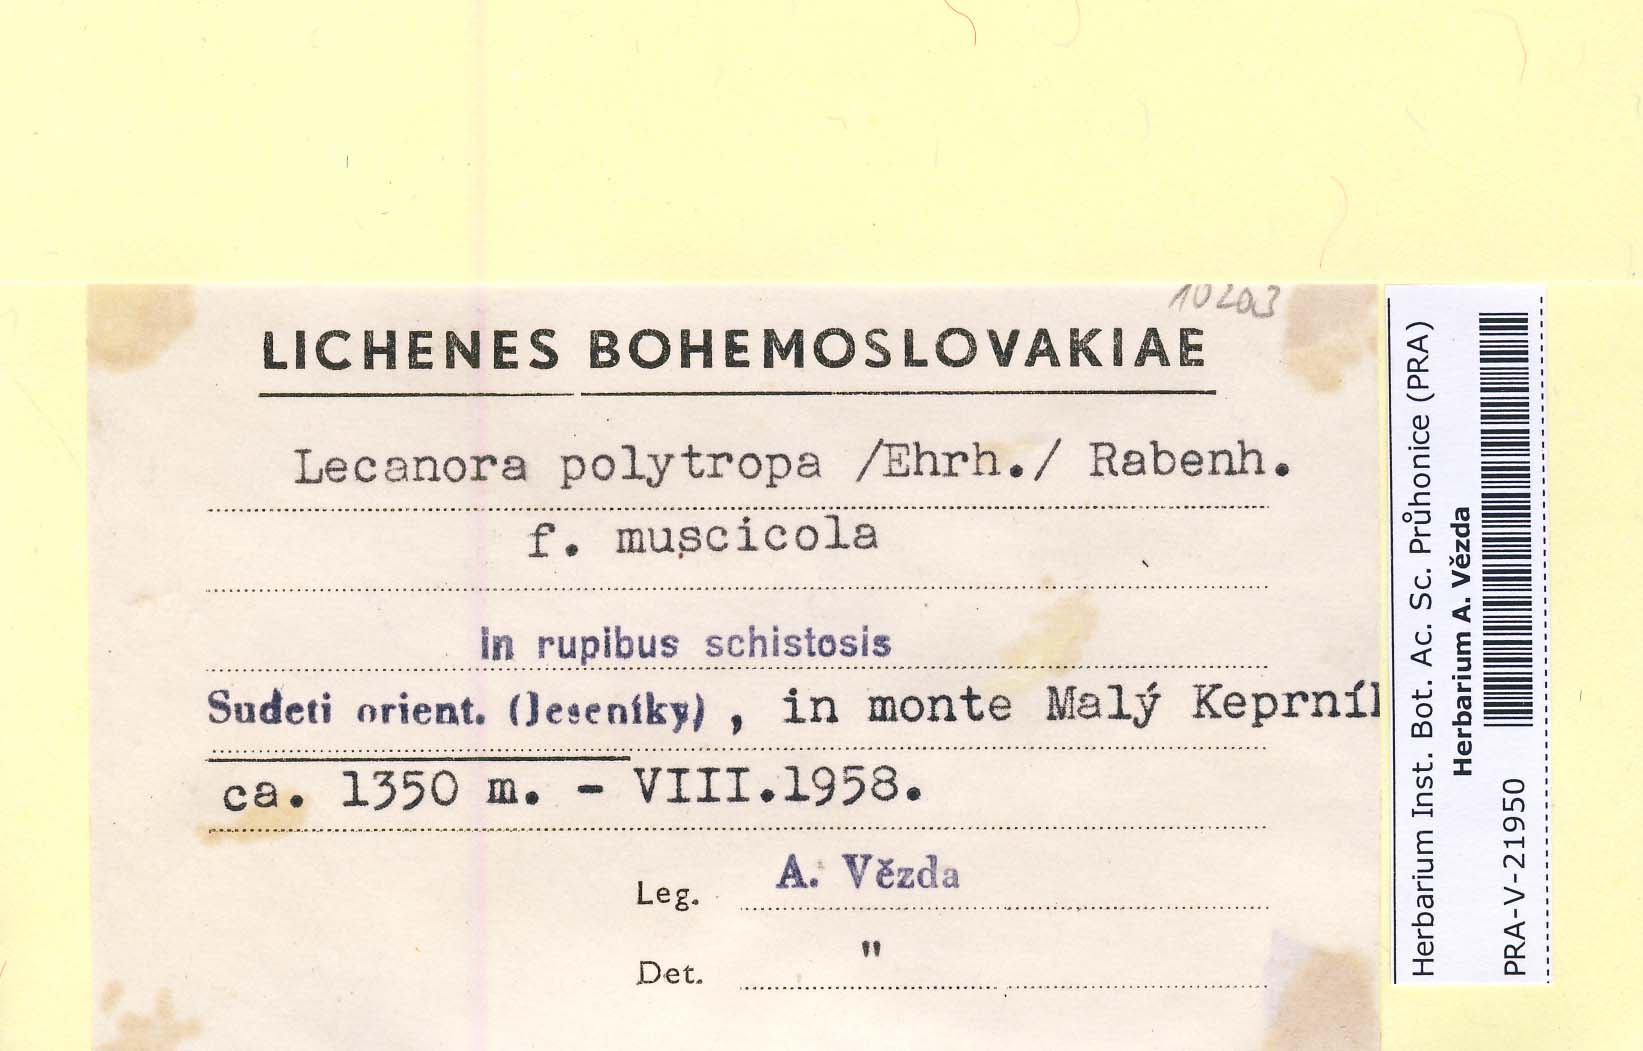 10203
LICHENES BOHEMOSLOVAKIAE
Lecanora polytropa /Ehrh./ Rabenh.
f. muscicola
in rupibus schistosis
Sudeti orient. (Jeseníky), in monte Malý Keprník
ca. 1350 m. - VIII.1958.
Leg. A. Vězda
Det. "
Herbarium Inst. Bot. Ac. Sc. Průhonice (PRA)
Herbarium A. Vězda
PRA-V-21950